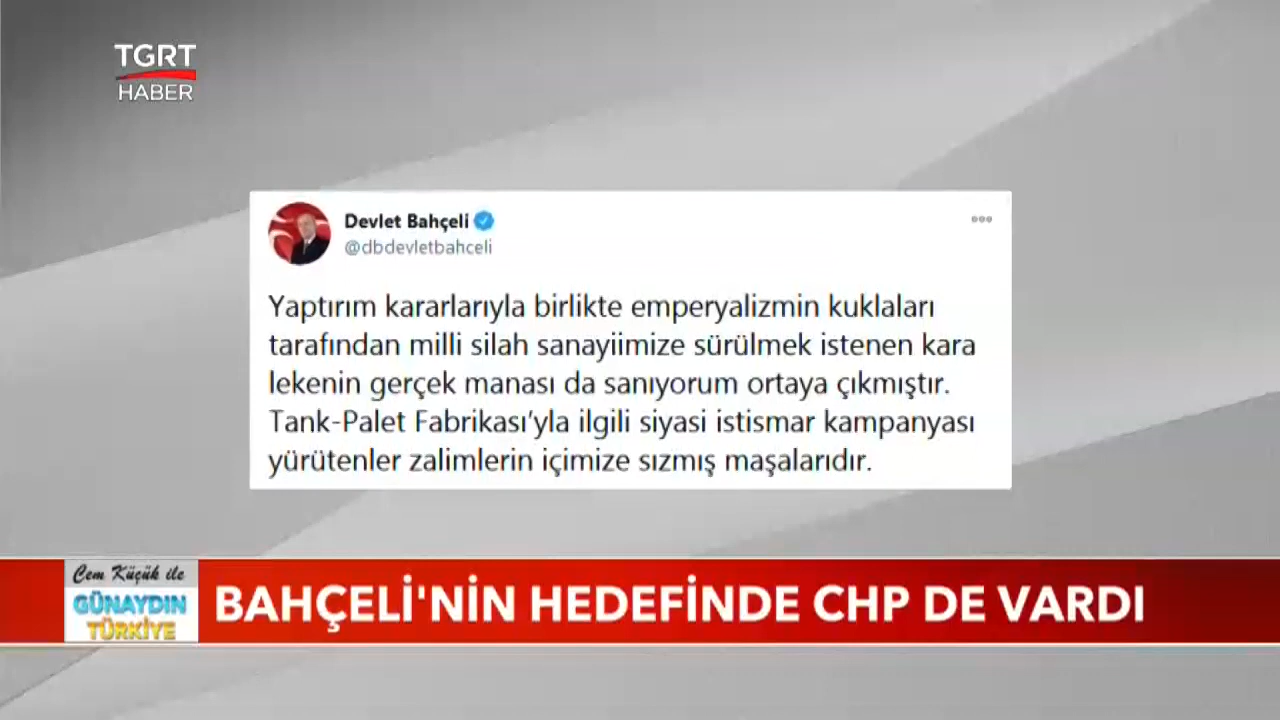 TGRT
HABER
Devlet Bahçeli
@dbdevletbahceli
Yaptırım kararlarıyla birlikte emperyalizmin kuklaları
tarafından milli silah sanayiimize sürülmek istenen kara
lekenin gerçek manası da sanıyorum ortaya çıkmıştır.
Tank-Palet Fabrikası'yla ilgili siyasi istismar kampanyası
yürütenler zalimlerin içimize sızmış maşalarıdır.
Cem Küçük ile
GÜNAYDIN
TÜRKİYE
BAHÇELİ'NİN HEDEFİNDE CHP DE VARDI